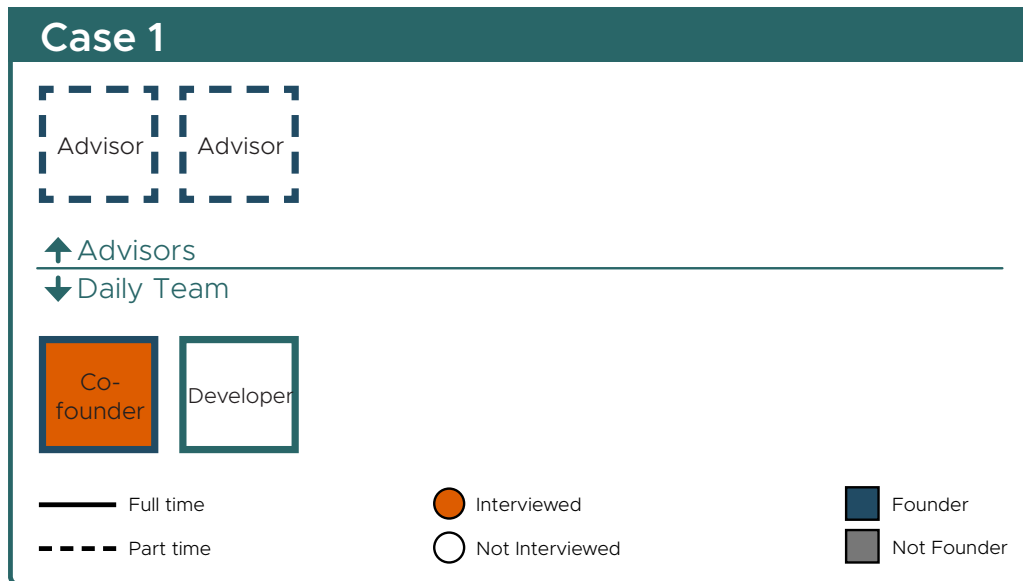 Case 1
Advisor Advisor
Advisors
Daily Team
Co-
founder
Developer
Full time Interviewed Founder
Part time Not Interviewed Not Founder